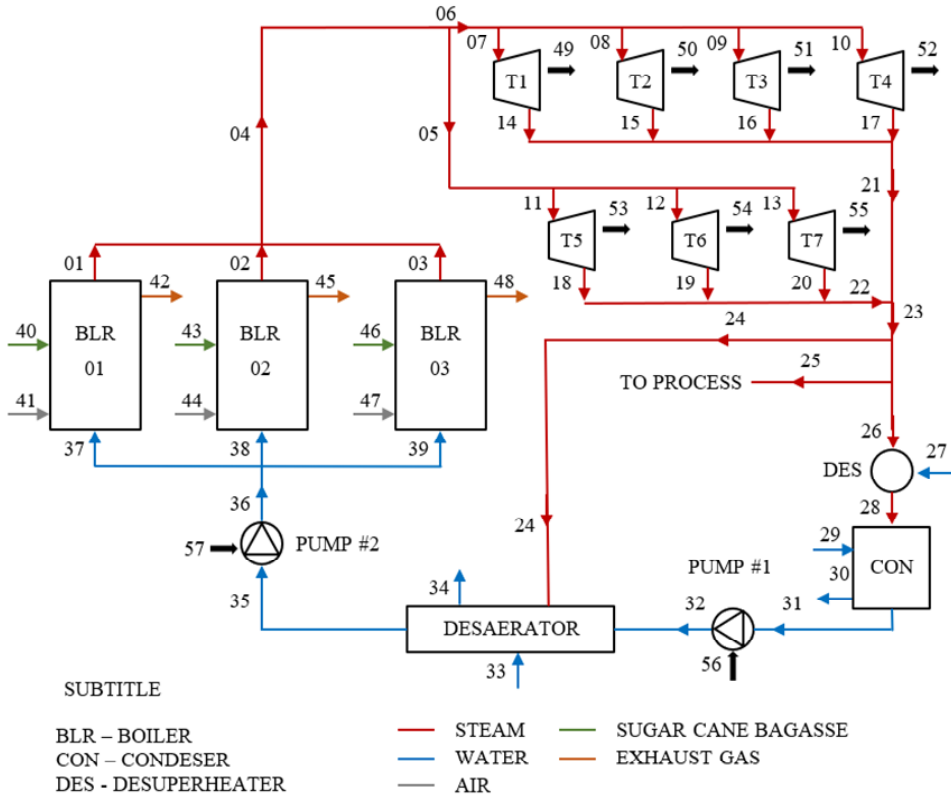 06
07
08
09
10
49
50
51
52
T1
T2
T3
T4
14
15
16
17
04
05
21
11
12
13
53
54
55
T5
T6
T7
18
19
20
22
23
01
02
03
42
45
48
40
43
46
BLR
01
BLR
02
BLR
03
41
44
47
37
38
39
24
25
TO PROCESS
26
27
DES
28
29
30
CON
36
57
PUMP #2
35
24
34
DESAERATOR
33
PUMP #1
32
31
56
SUBTITLE
BLR – BOILER
CON – CONDESER
DES - DESUPERHEATER
STEAM
WATER
AIR
SUGAR CANE BAGASSE
EXHAUST GAS